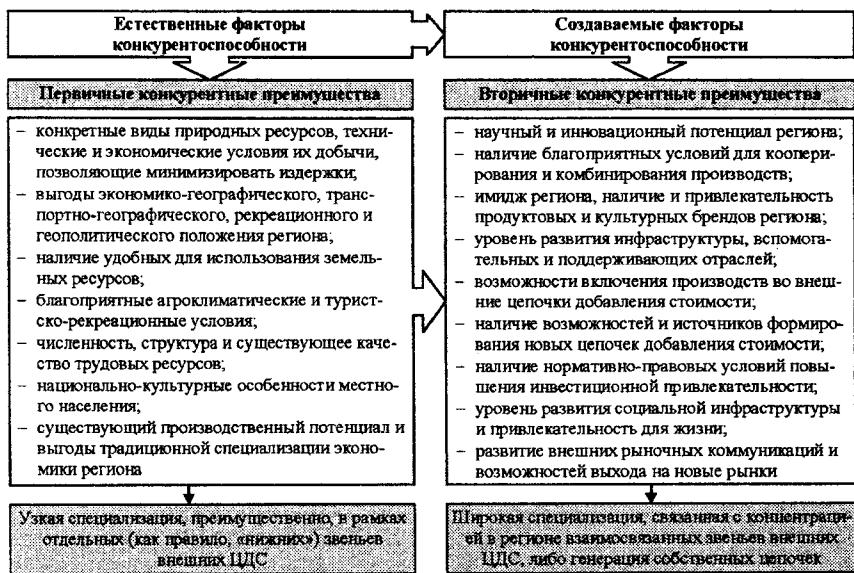 Естественные факторы
конкурентоспособности
Создаваемые факторы
конкурентоспособности
Первичные конкурентные преимущества
– конкретные виды природных ресурсов, техни-
ческие и экономические условия их добычи,
позволяющие минимизировать издержки;
– выгоды экономико-географического, транс-
портно-географического, рекреационного и
геополитического положения региона;
– наличие удобных для использования земель-
ных ресурсов;
– благоприятные агроклиматические и турист-
ско-рекреационные условия;
– численность, структура и существующее каче-
ство трудовых ресурсов;
– национально-культурные особенности местно-
го населения;
– существующий производственный потенциал и
выгоды традиционной специализации эконо-
мики региона
Вторичные конкурентные преимущества
– научный и инновационный потенциал региона;
– наличие благоприятных условий для коопери-
рования и комбинирования производств;
– имидж региона, наличие и привлекательность
продуктовых и культурных брендов региона;
– уровень развития инфраструктуры, вспомога-
тельных и поддерживающих отраслей;
– возможности включения производств во внеш-
ние цепочки добавления стоимости;
– наличие возможностей и источников формиро-
вания новых цепочек добавления стоимости;
– наличие нормативно-правовых условий повы-
шения инвестиционной привлекательности;
– уровень развития социальной инфраструктуры
и привлекательность для жизни;
– развитие внешних рыночных коммуникаций и
возможностей выхода на новые рынки
Узкая специализация, преимущественно, в рамках
отдельных (как правило, «нижних») звеньев
внешних ЦДС
Широкая специализация, связанная с концентраци-
ей в регионе взаимосвязанных звеньев внешних
ЦДС, либо генерация собственных цепочек